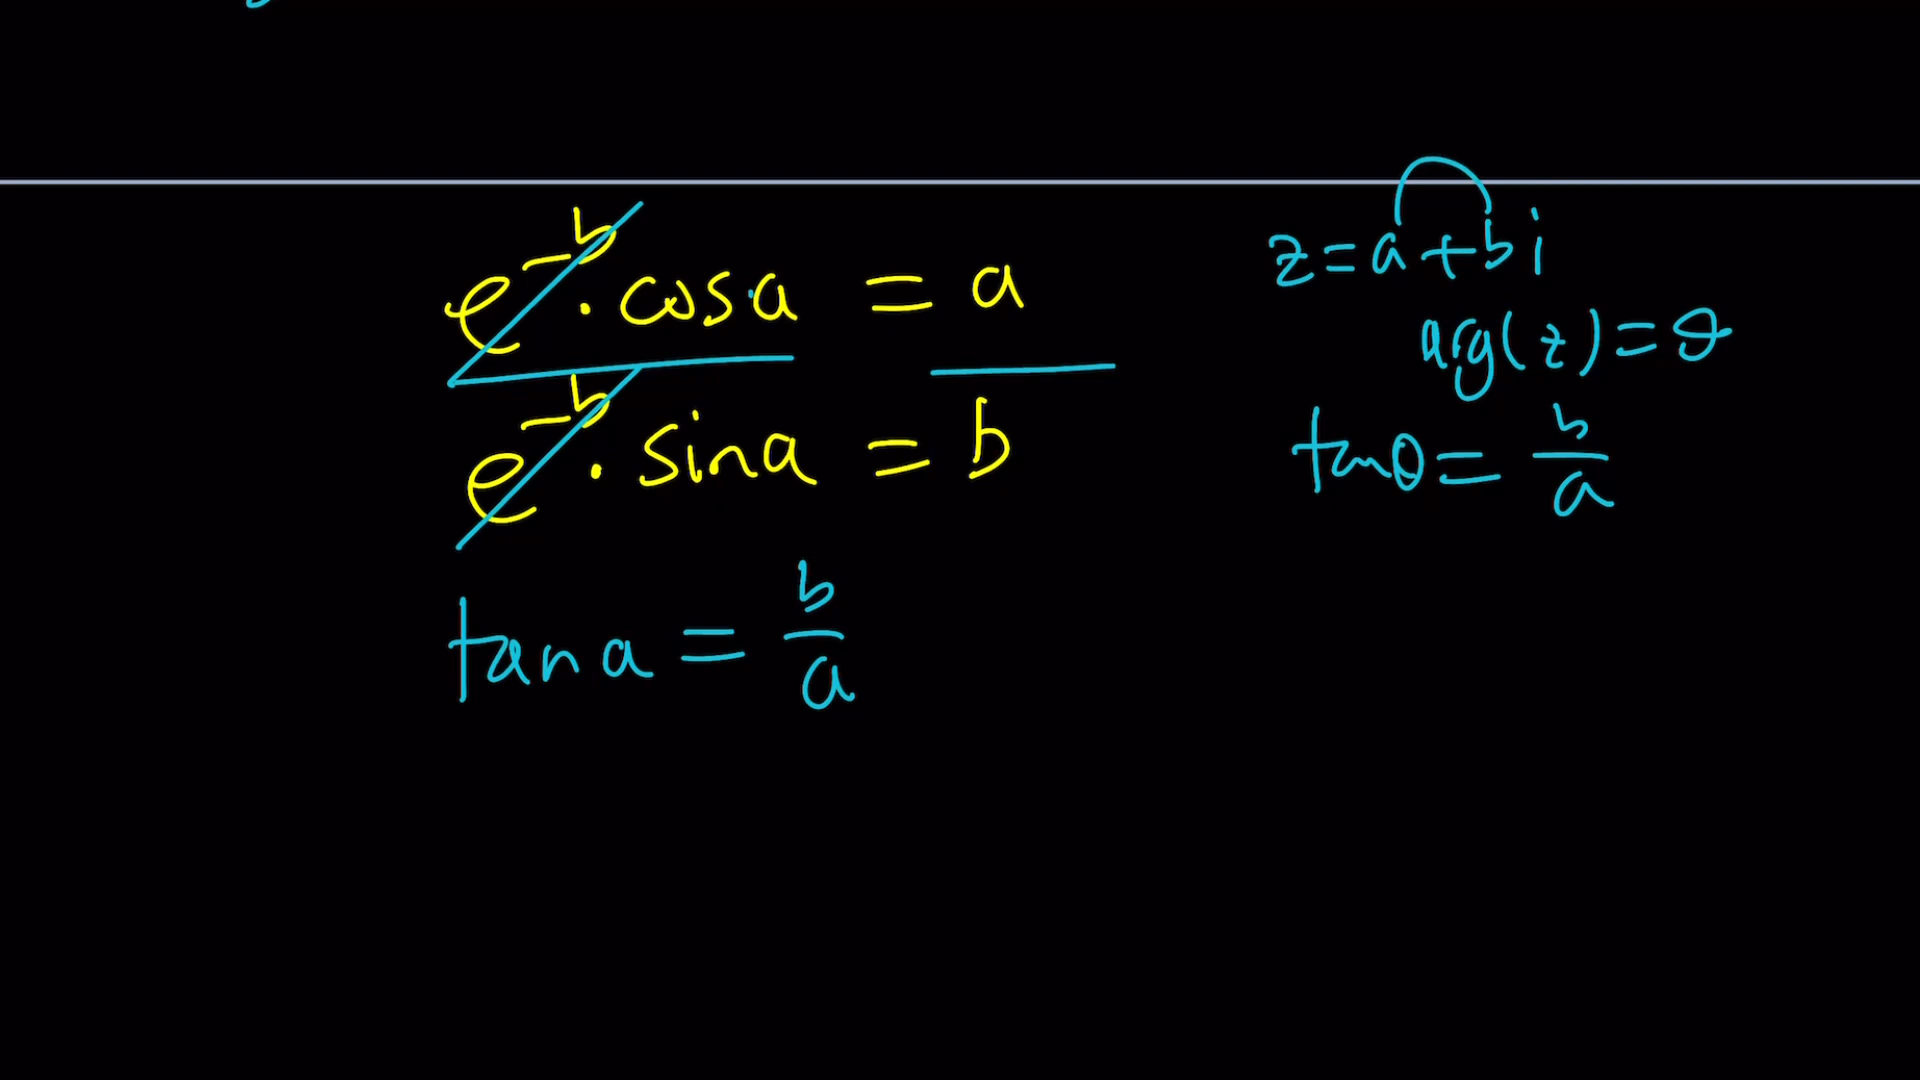 e^{-b} · cos a = a
e^{-b} · sin a = b
tan a = b/a
z = a + bi
arg(z) = θ
tan θ = b/a